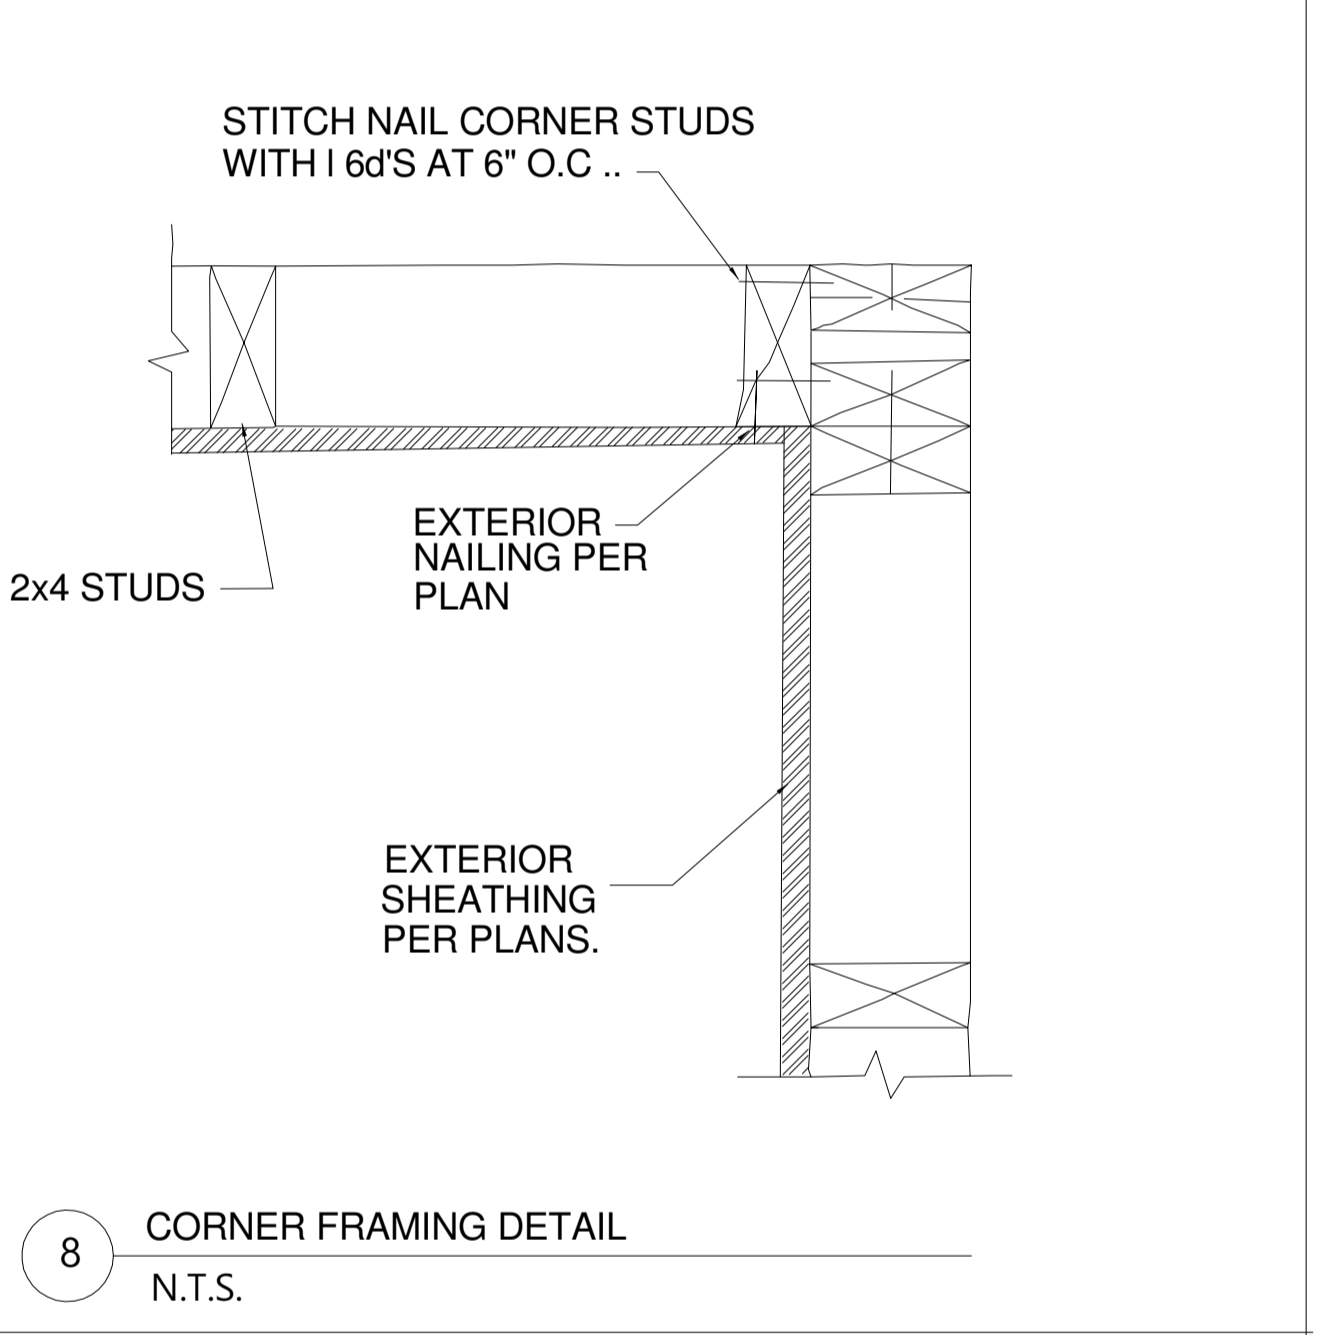 STITCH NAIL CORNER STUDS
WITH I 6d'S AT 6" O.C ..
EXTERIOR
NAILING PER
PLAN
2x4 STUDS
EXTERIOR
SHEATHING
PER PLANS.
8
CORNER FRAMING DETAIL
N.T.S.